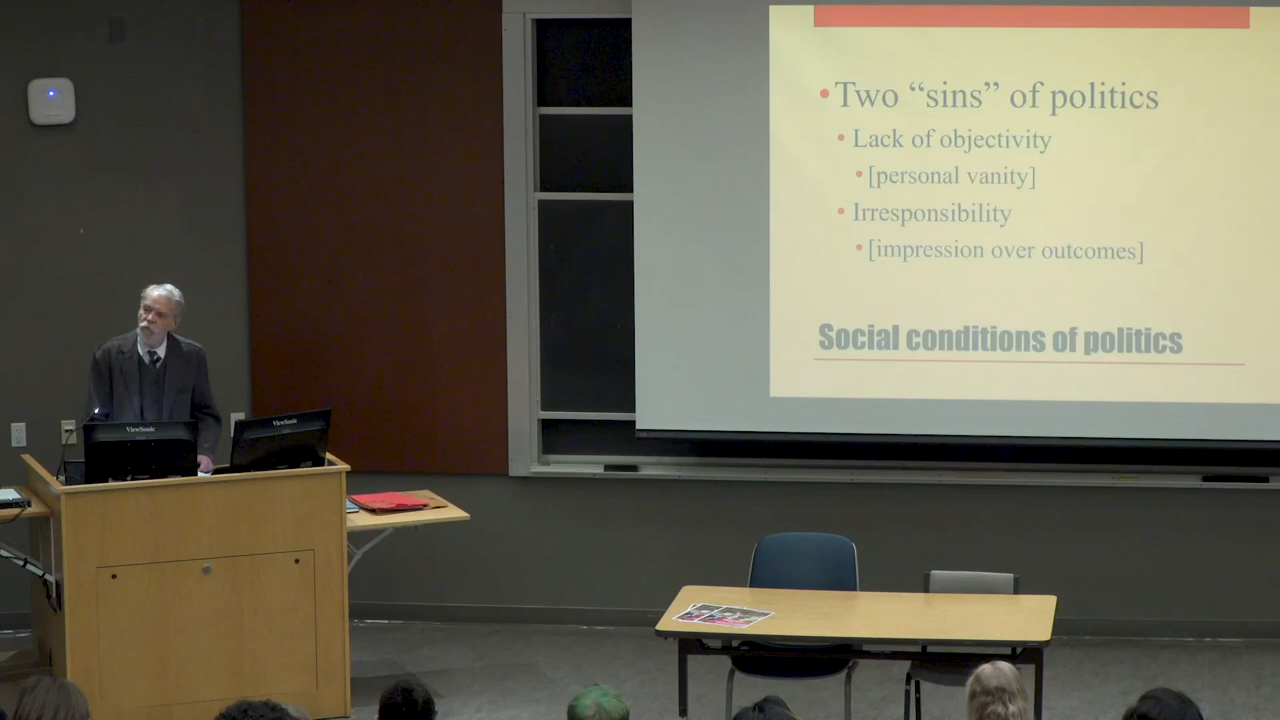 • Two “sins” of politics
• Lack of objectivity
• [personal vanity]
• Irresponsibility
• [impression over outcomes]
Social conditions of politics
ViewSonic
ViewSonic